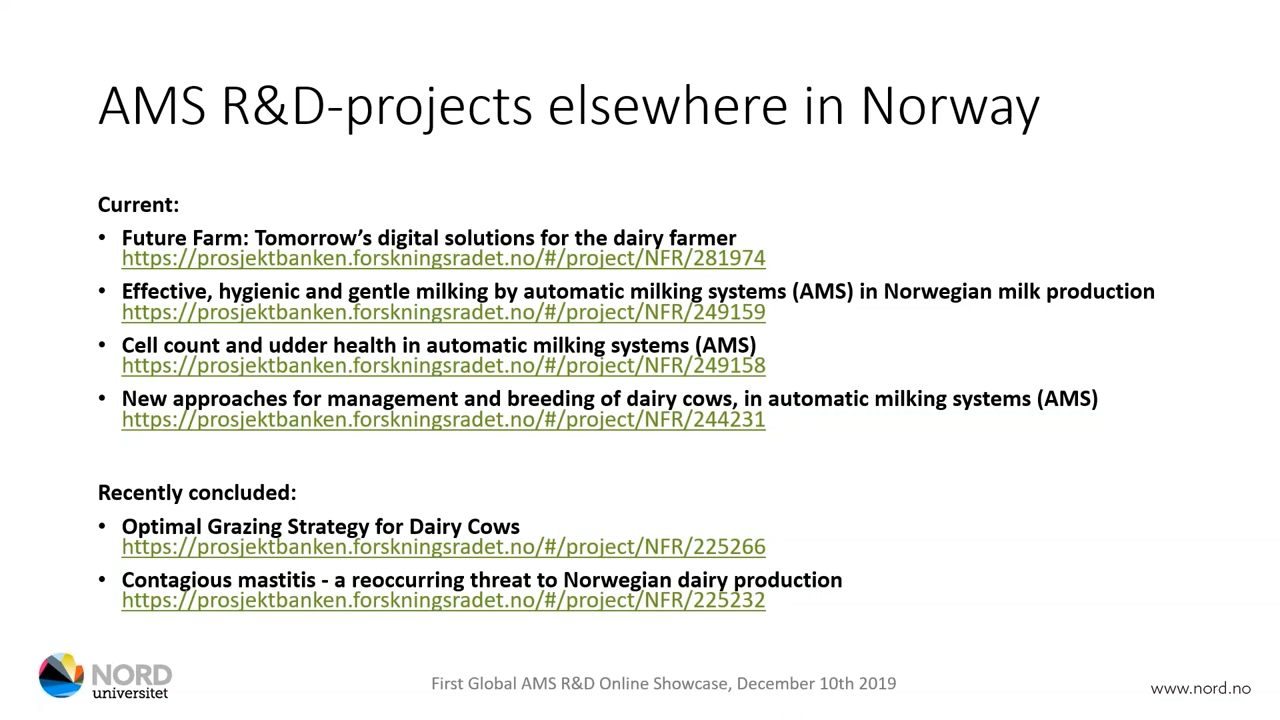 AMS R&D-projects elsewhere in Norway
Current:
• Future Farm: Tomorrow’s digital solutions for the dairy farmer
https://prosjektbanken.forskningsradet.no/#/project/NFR/281974
• Effective, hygienic and gentle milking by automatic milking systems (AMS) in Norwegian milk production
https://prosjektbanken.forskningsradet.no/#/project/NFR/249159
• Cell count and udder health in automatic milking systems (AMS)
https://prosjektbanken.forskningsradet.no/#/project/NFR/249158
• New approaches for management and breeding of dairy cows, in automatic milking systems (AMS)
https://prosjektbanken.forskningsradet.no/#/project/NFR/244231
Recently concluded:
• Optimal Grazing Strategy for Dairy Cows
https://prosjektbanken.forskningsradet.no/#/project/NFR/225266
• Contagious mastitis - a reoccurring threat to Norwegian dairy production
https://prosjektbanken.forskningsradet.no/#/project/NFR/225232
NORD
universitet
First Global AMS R&D Online Showcase, December 10th 2019
www.nord.no